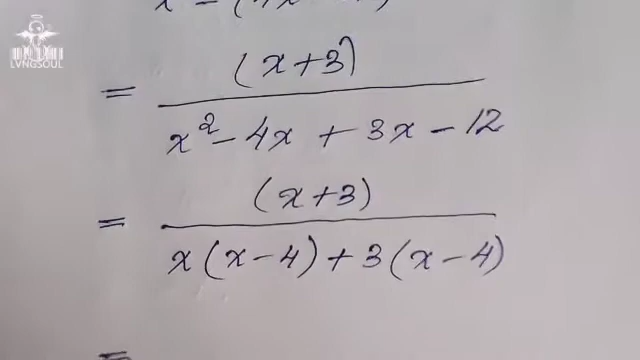 LVNGSOUL
= (x+3) / x² - 4x + 3x - 12
= (x+3) / x(x-4) + 3(x-4)
=